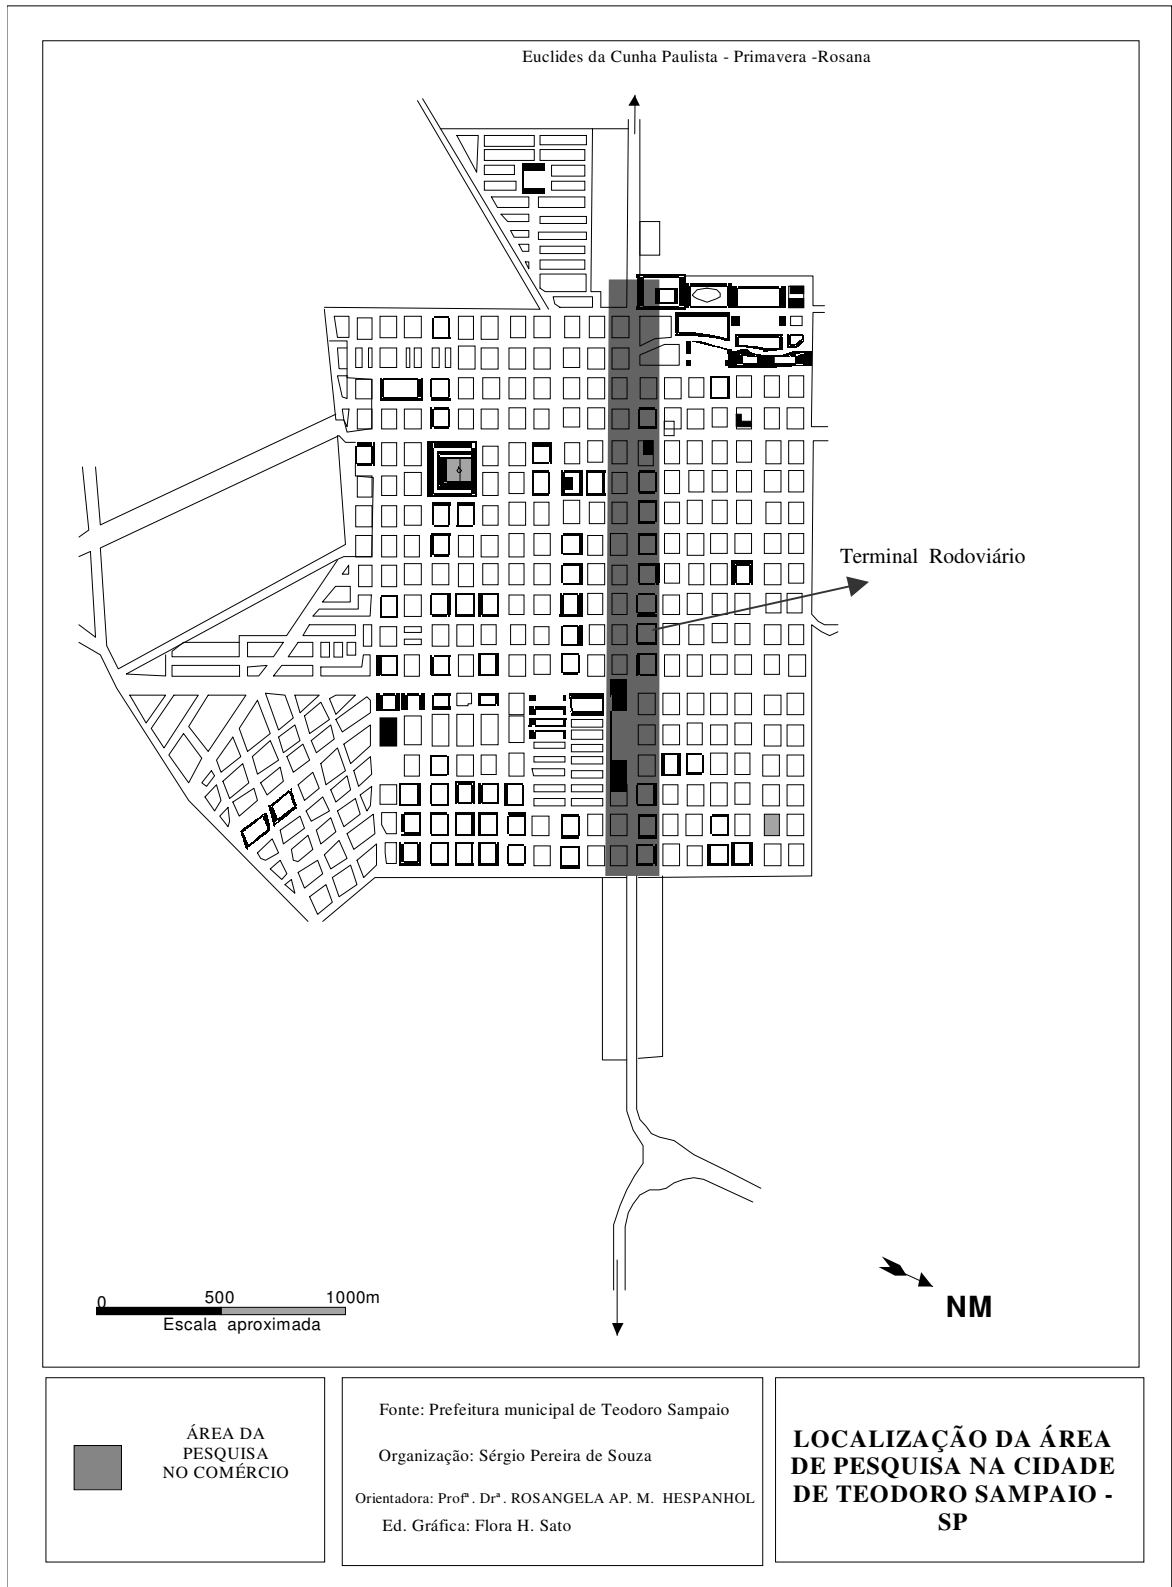 Euclides da Cunha Paulista - Primavera -Rosana
Terminal Rodoviário
0 500 1000m
Escala aproximada
NM
ÁREA DA
PESQUISA
NO COMÉRCIO
Fonte: Prefeitura municipal de Teodoro Sampaio
Organização: Sérgio Pereira de Souza
Orientadora: Profª. Drª. ROSANGELA AP. M. HESPANHOL
Ed. Gráfica: Flora H. Sato
LOCALIZAÇÃO DA ÁREA
DE PESQUISA NA CIDADE
DE TEODORO SAMPAIO -
SP